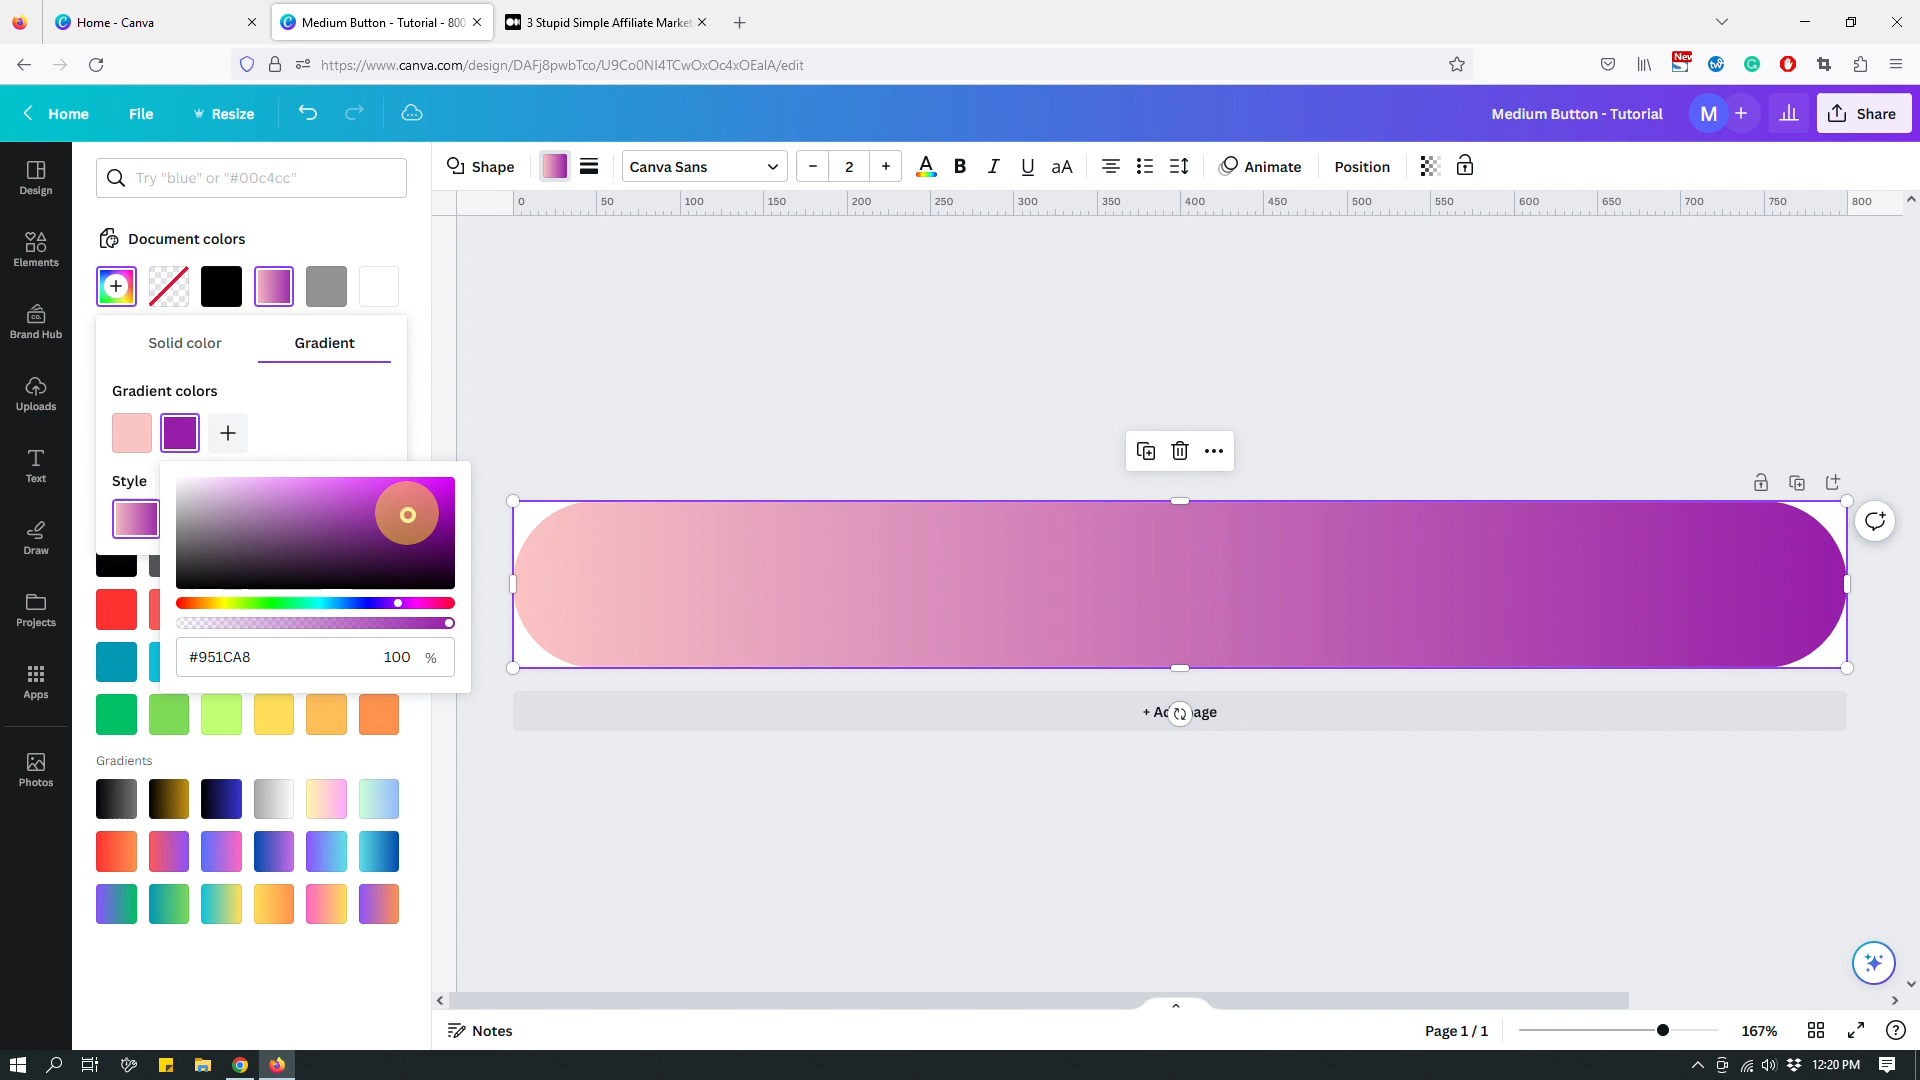 Home - Canva
Medium Button - Tutorial - 800
3 Stupid Simple Affiliate Market
https://www.canva.com/design/DAFj8pwbTco/U9Co0NI4TCwOxOc4xOEaIA/edit
New
Home
File
Resize
Medium Button - Tutorial
M
+
Share
Design
Elements
Brand Hub
Uploads
Text
Draw
Projects
Apps
Photos
Try "blue" or "#00c4cc"
Document colors
Solid color
Gradient
Gradient colors
Style
#951CA8
100 %
Gradients
Shape
Canva Sans
– 2 +
A B I U aA
Animate
Position
0 50 100 150 200 250 300 350 400 450 500 550 600 650 700 750 800
+ Ad age
Notes
Page 1 / 1
167%
12:20 PM